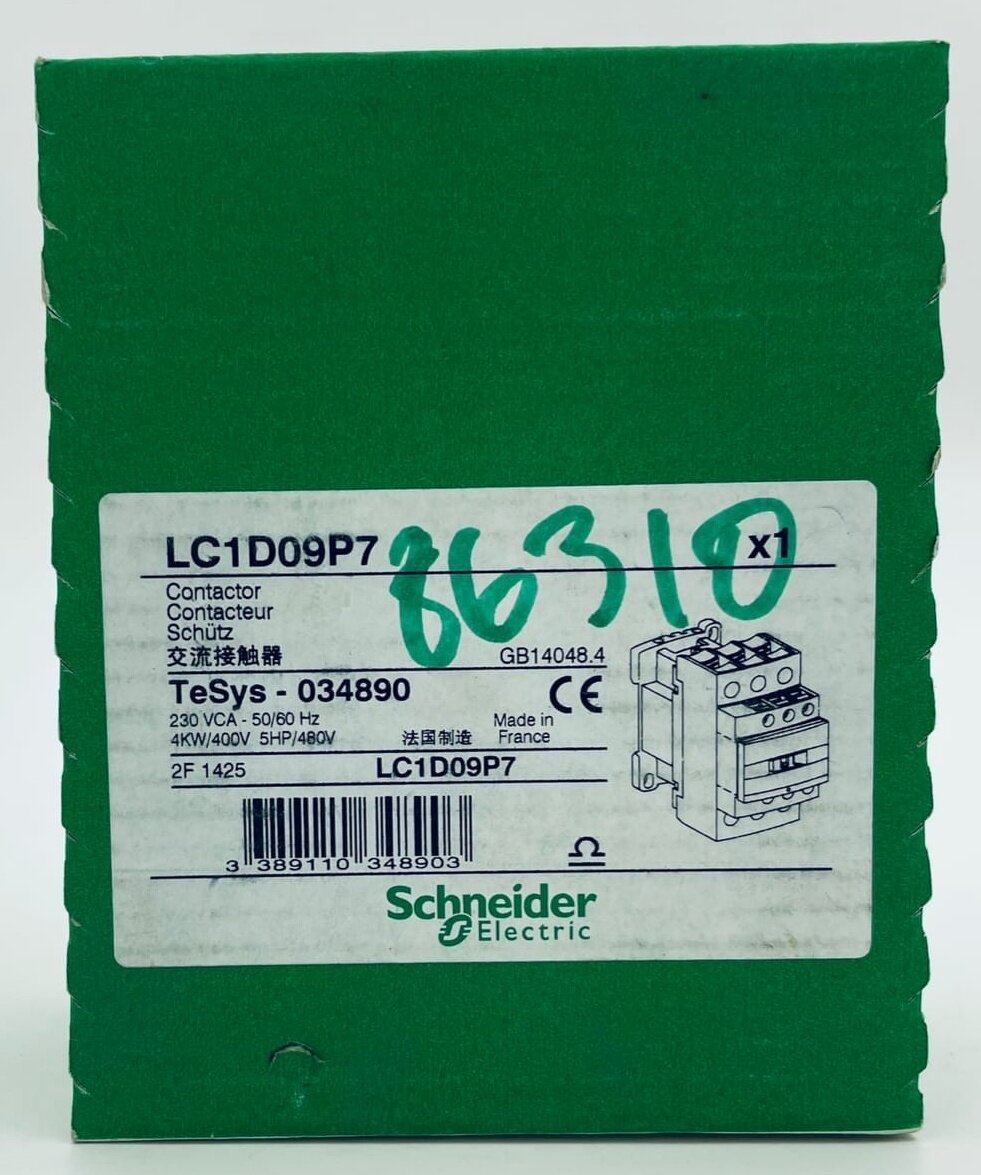 LC1D09P7
86310
x1
Contactor
Contacteur
Schütz
交流接触器
GB14048.4
TeSys - 034890
CE
230 VCA - 50/60 Hz
4KW/400V 5HP/480V
法国制造
Made in
France
2F 1425
LC1D09P7
3 389110 348903
Schneider
Electric